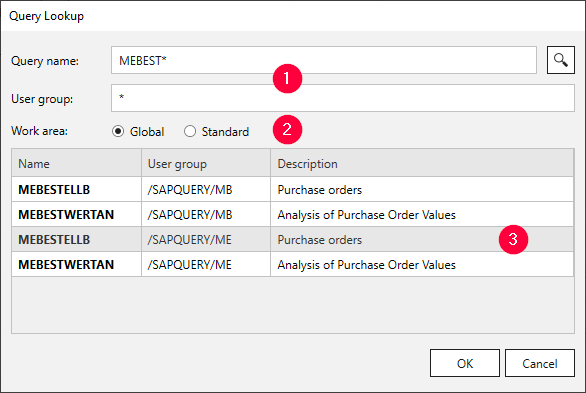 Query Lookup
Query name: MEBEST*
1
User group: *
Work area: Global Standard 2
Name User group Description
MEBESTELLB /SAPQUERY/MB Purchase orders
MEBESTWERTAN /SAPQUERY/MB Analysis of Purchase Order Values
MEBESTELLB /SAPQUERY/ME Purchase orders 3
MEBESTWERTAN /SAPQUERY/ME Analysis of Purchase Order Values
OK Cancel